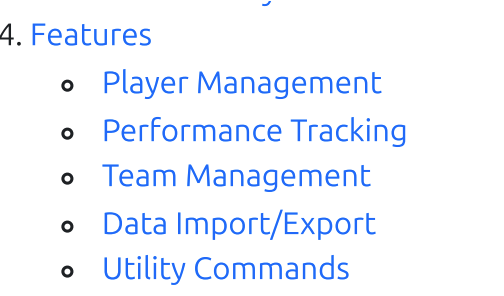 4. Features
Player Management
Performance Tracking
Team Management
Data Import/Export
Utility Commands